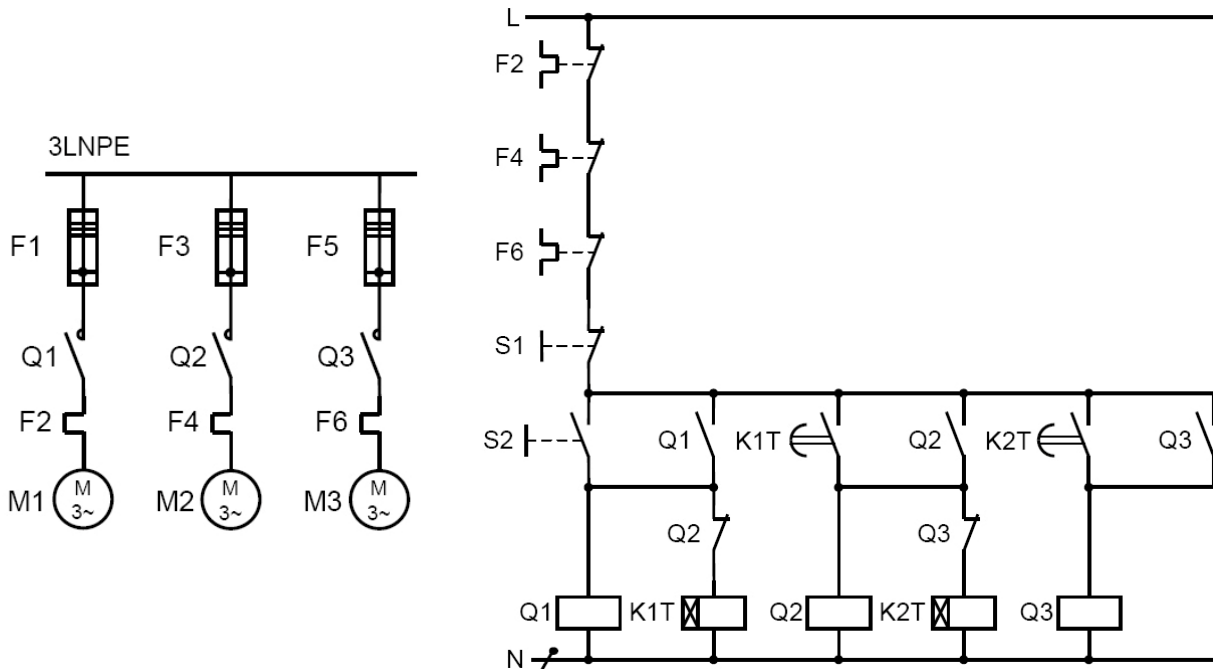 L
F2
F4
3LNPE
F1 F3 F5
F6
Q1 Q2 Q3
S1
F2 F4 F6
S2 Q1 K1T Q2 K2T Q3
M1 M 3~ M2 M 3~ M3 M 3~
Q2 Q3
Q1 K1T Q2 K2T Q3
N